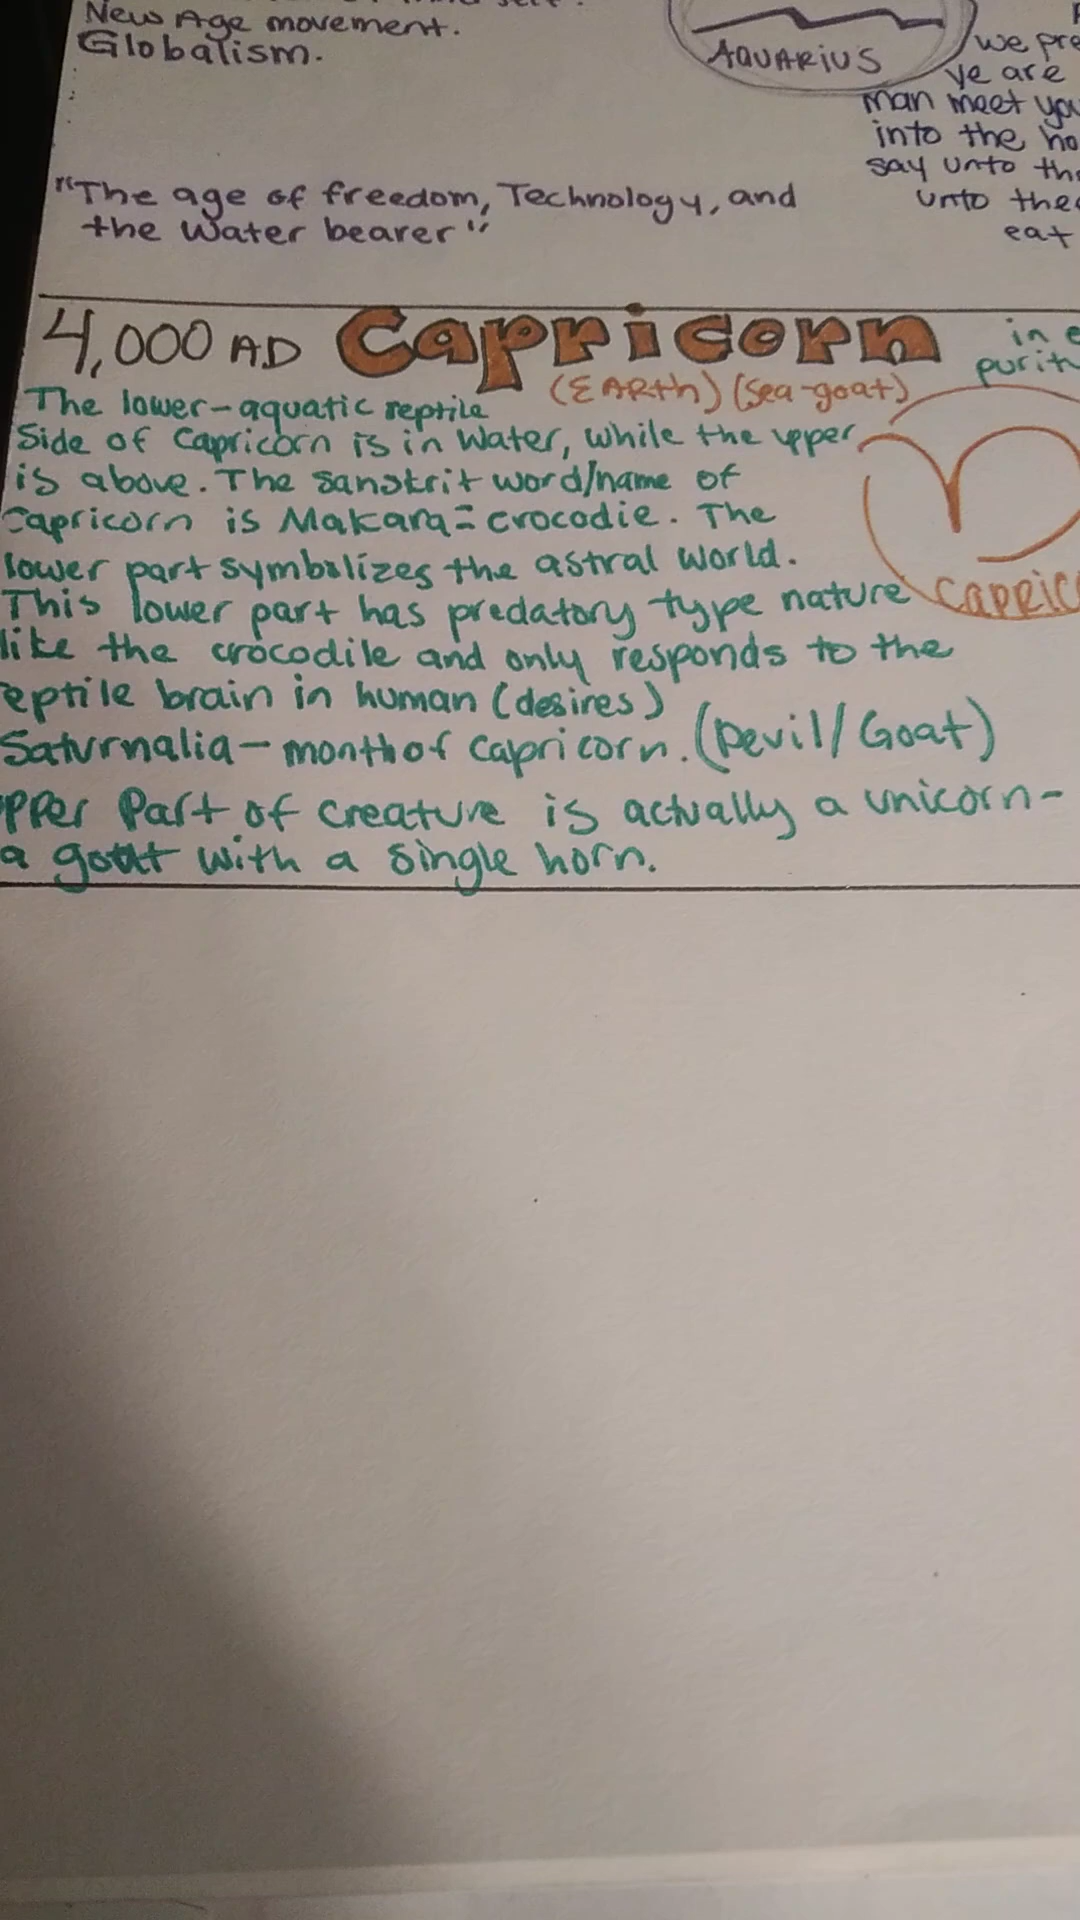 New Age movement.
Globalism.
AQUARIUS
we pre
ye are
man meet you
into the ho
say unto th
unto the
eat
"The age of freedom, Technology, and
the Water bearer"
4,000 AD Capricorn
(EARth) (Sea-goat)
in e
purit
The lower-aquatic reptile
Side of Capricorn is in Water, while the upper
is above. The Sanskrit word/name of
Capricorn is Makara = crocodie. The
lower part symbolizes the astral World.
This lower part has predatory type nature
like the crocodile and only responds to the
eptile brain in human (desires)
Saturnalia - month of Capricorn. (Devil/Goat)
pper Part of creature is actually a unicorn-
a goat with a single horn.
CAPRIC